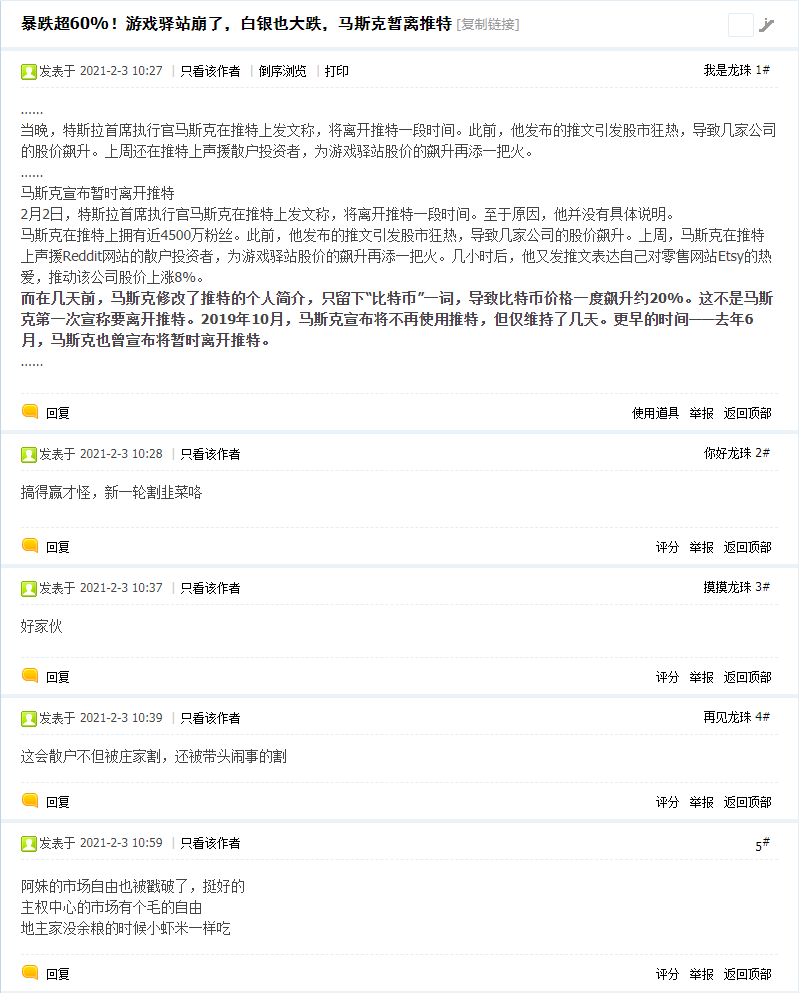 暴跌超60%！游戏驿站崩了，白银也大跌，马斯克暂离推特 [复制链接]
发表于 2021-2-3 10:27 | 只看该作者 | 倒序浏览 | 打印 我是龙珠 1#
......
当晚，特斯拉首席执行官马斯克在推特上发文称，将离开推特一段时间。此前，他发布的推文引发股市狂热，导致几家公司
的股价飙升。上周还在推特上声援散户投资者，为游戏驿站股价的飙升再添一把火。
......
马斯克宣布暂时离开推特
2月2日，特斯拉首席执行官马斯克在推特上发文称，将离开推特一段时间。至于原因，他并没有具体说明。
马斯克在推特上拥有近4500万粉丝。此前，他发布的推文引发股市狂热，导致几家公司的股价飙升。上周，马斯克在推特
上声援Reddit网站的散户投资者，为游戏驿站股价的飙升再添一把火。几小时后，他又发推文表达自己对零售网站Etsy的热
爱，推动该公司股价上涨8%。
而在几天前，马斯克修改了推特的个人简介，只留下“比特币”一词，导致比特币价格一度飙升约20%。这不是马斯
克第一次宣称要离开推特。2019年10月，马斯克宣布将不再使用推特，但仅维持了几天。更早的时间——去年6
月，马斯克也曾宣布将暂时离开推特。
......
回复 使用道具 举报 返回顶部
发表于 2021-2-3 10:28 | 只看该作者 你好龙珠 2#
搞得赢才怪，新一轮割韭菜咯
回复 评分 举报 返回顶部
发表于 2021-2-3 10:37 | 只看该作者 摸摸龙珠 3#
好家伙
回复 评分 举报 返回顶部
发表于 2021-2-3 10:39 | 只看该作者 再见龙珠 4#
这会散户不但被庄家割，还被带头闹事的割
回复 评分 举报 返回顶部
发表于 2021-2-3 10:59 | 只看该作者 5#
阿妹的市场自由也被戳破了，挺好的
主权中心的市场有个毛的自由
地主家没余粮的时候小虾米一样吃
回复 评分 举报 返回顶部